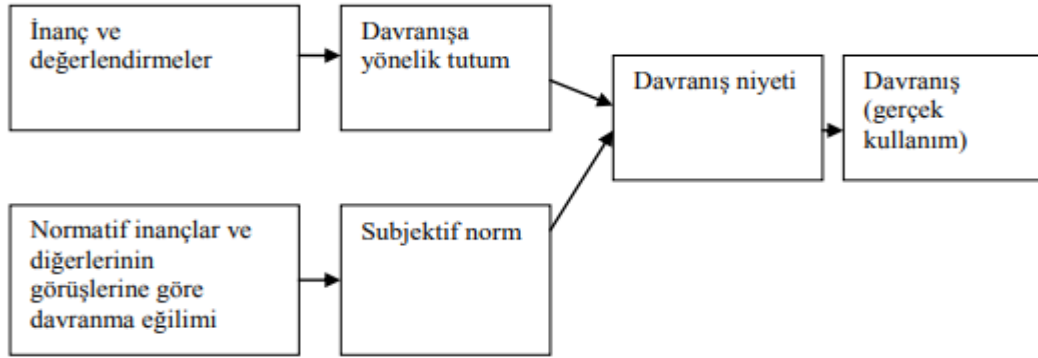 İnanç ve
değerlendirmeler
Davranışa
yönelik tutum
Davranış niyeti
Davranış
(gerçek
kullanım)
Normatif inançlar ve
diğerlerinin
görüşlerine göre
davranma eğilimi
Subjektif norm